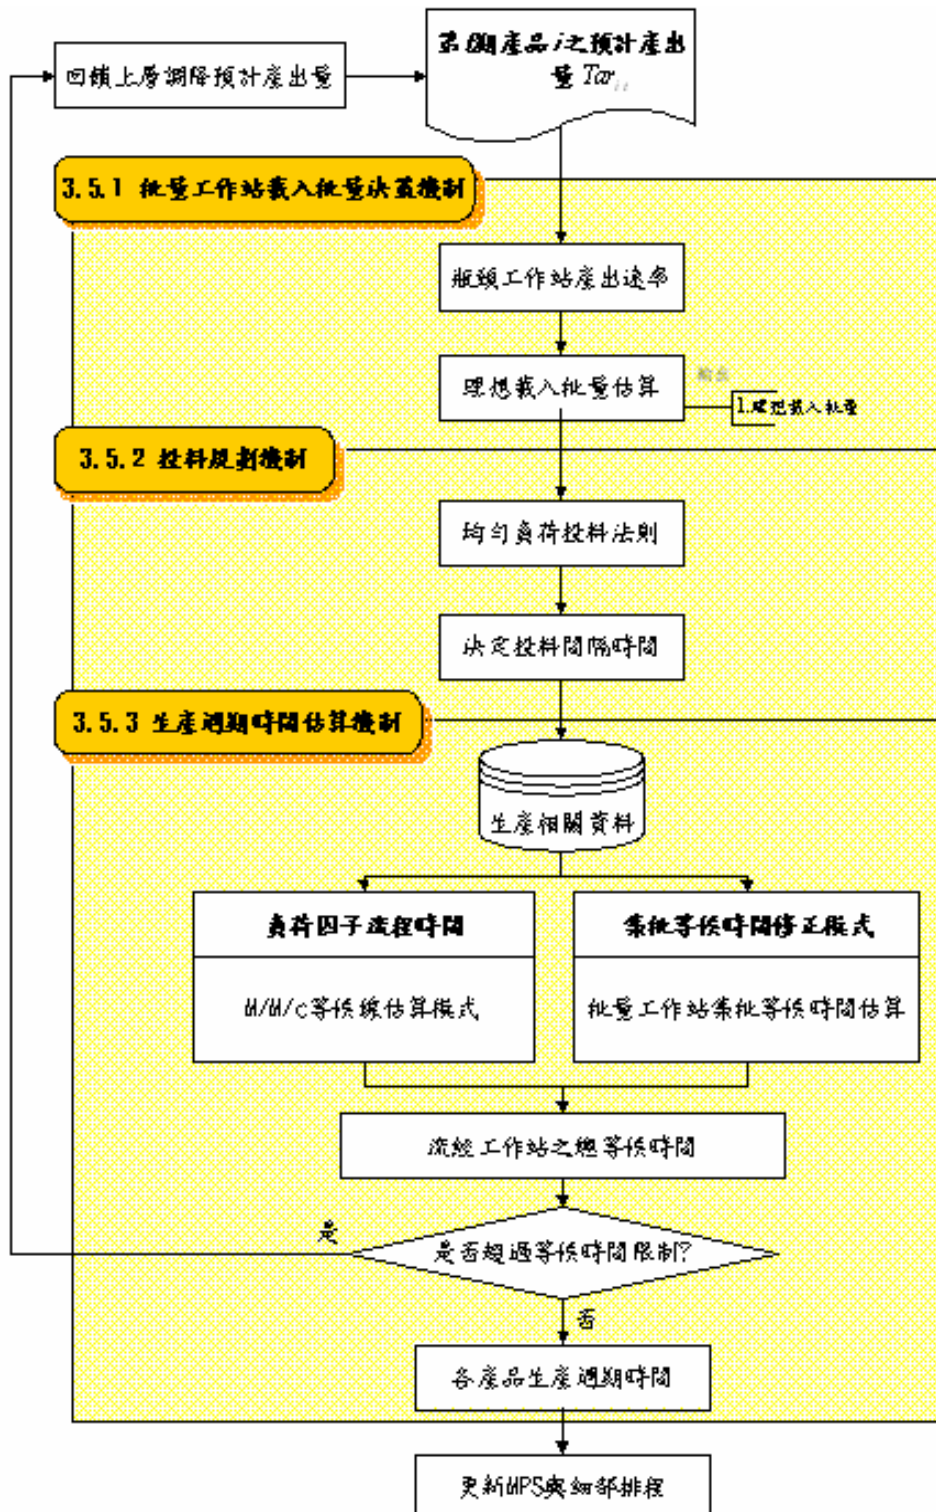 回饋上層調降預計產出量
第t期產品i之預計產出
量 Tar
3.5.1 批量工作站載入批量決策機制
瓶頸工作站產出速率
理想載入批量估算
輸出
1.理想載入批量
3.5.2 投料規劃機制
均勻負荷投料法則
決定投料間隔時間
3.5.3 生產週期時間估算機制
生產相關資料
負荷因子流程時間
集批等候時間修正模式
M/M/c等候線估算模式
批量工作站集批等候時間估算
流經工作站之總等候時間
是
是否超過等候時間限制?
否
各產品生產週期時間
更新MPS與細部排程